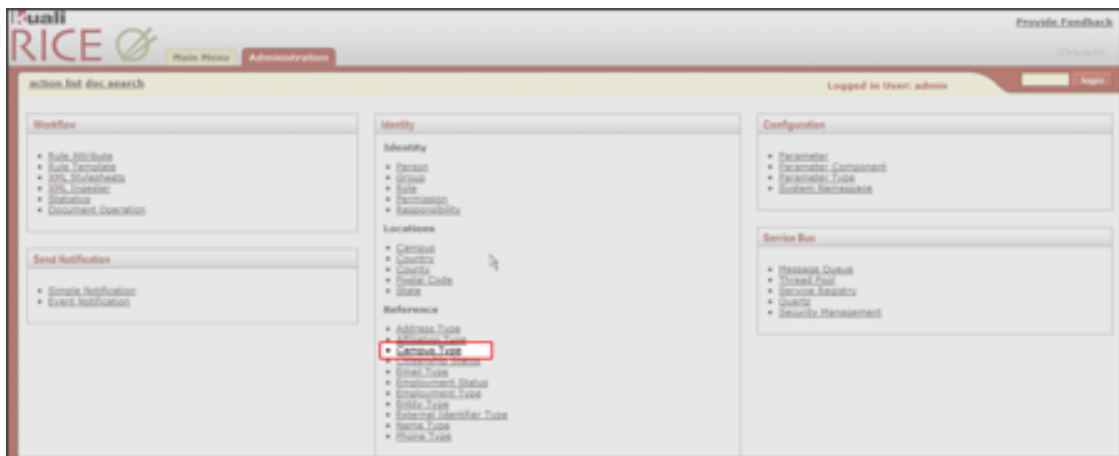 Kuali
RICE
Provide Feedback
Main Menu
Administration
action list doc search
Logged in User: admin
login
Workflow
Rule Attribute
Rule Template
XML Stylesheets
XML Ingester
Statistics
Document Operation
Send Notification
Simple Notification
Event Notification
Identity
Identity
Person
Group
Role
Permission
Responsibility
Locations
Campus
Country
County
Postal Code
State
Reference
Address Type
Affiliation Type
Campus Type
Citizenship Status
Email Type
Employment Status
Employment Type
Entity Type
External Identifier Type
Name Type
Phone Type
Configuration
Parameter
Parameter Component
Parameter Type
System Namespace
Service Bus
Message Queue
Thread Pool
Service Registry
Quartz
Security Management